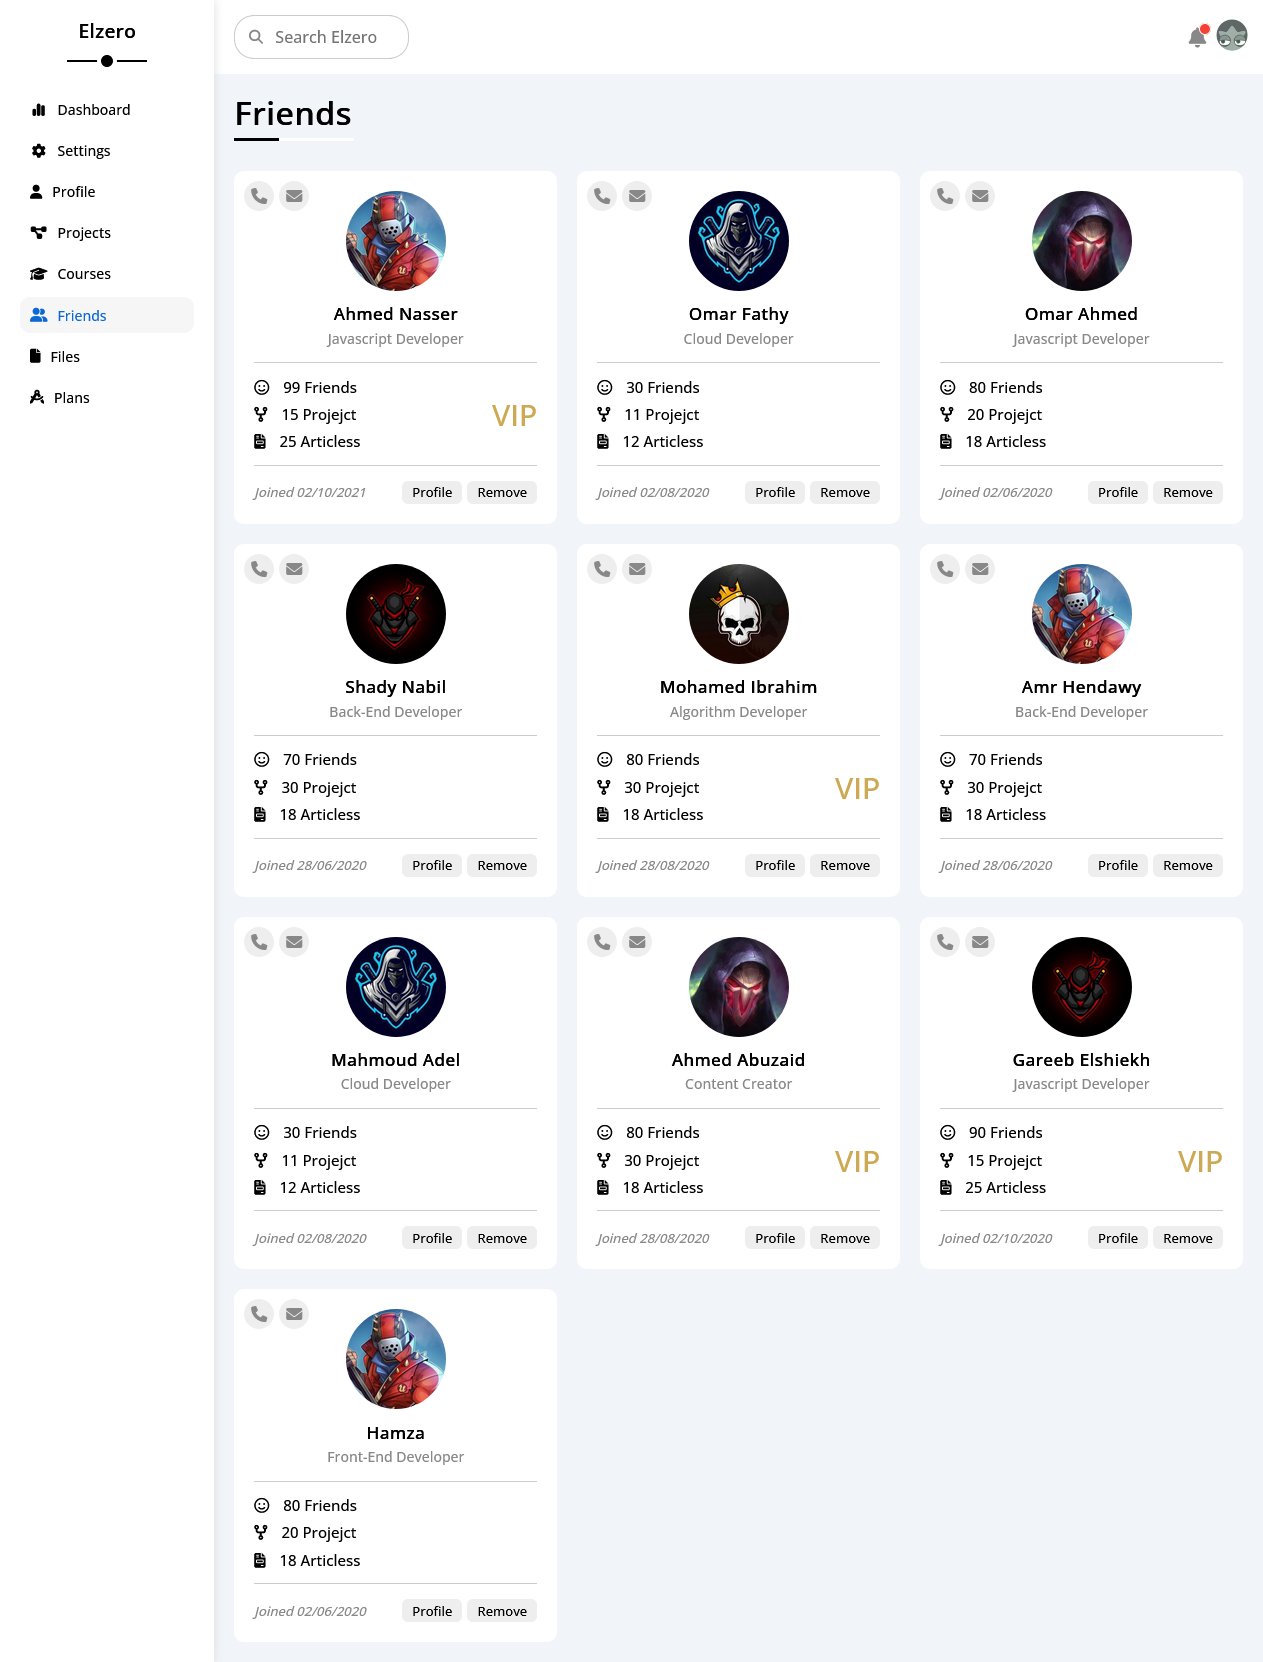 Elzero
Search Elzero
Dashboard
Settings
Profile
Projects
Courses
Friends
Files
Plans
Friends
Ahmed Nasser
Javascript Developer
99 Friends
15 Projejct
25 Articless
VIP
Joined 02/10/2021
Profile
Remove
Omar Fathy
Cloud Developer
30 Friends
11 Projejct
12 Articless
Joined 02/08/2020
Profile
Remove
Omar Ahmed
Javascript Developer
80 Friends
20 Projejct
18 Articless
Joined 02/06/2020
Profile
Remove
Shady Nabil
Back-End Developer
70 Friends
30 Projejct
18 Articless
Joined 28/06/2020
Profile
Remove
Mohamed Ibrahim
Algorithm Developer
80 Friends
30 Projejct
18 Articless
VIP
Joined 28/08/2020
Profile
Remove
Amr Hendawy
Back-End Developer
70 Friends
30 Projejct
18 Articless
Joined 28/06/2020
Profile
Remove
Mahmoud Adel
Cloud Developer
30 Friends
11 Projejct
12 Articless
Joined 02/08/2020
Profile
Remove
Ahmed Abuzaid
Content Creator
80 Friends
30 Projejct
18 Articless
VIP
Joined 28/08/2020
Profile
Remove
Gareeb Elshiekh
Javascript Developer
90 Friends
15 Projejct
25 Articless
VIP
Joined 02/10/2020
Profile
Remove
Hamza
Front-End Developer
80 Friends
20 Projejct
18 Articless
Joined 02/06/2020
Profile
Remove